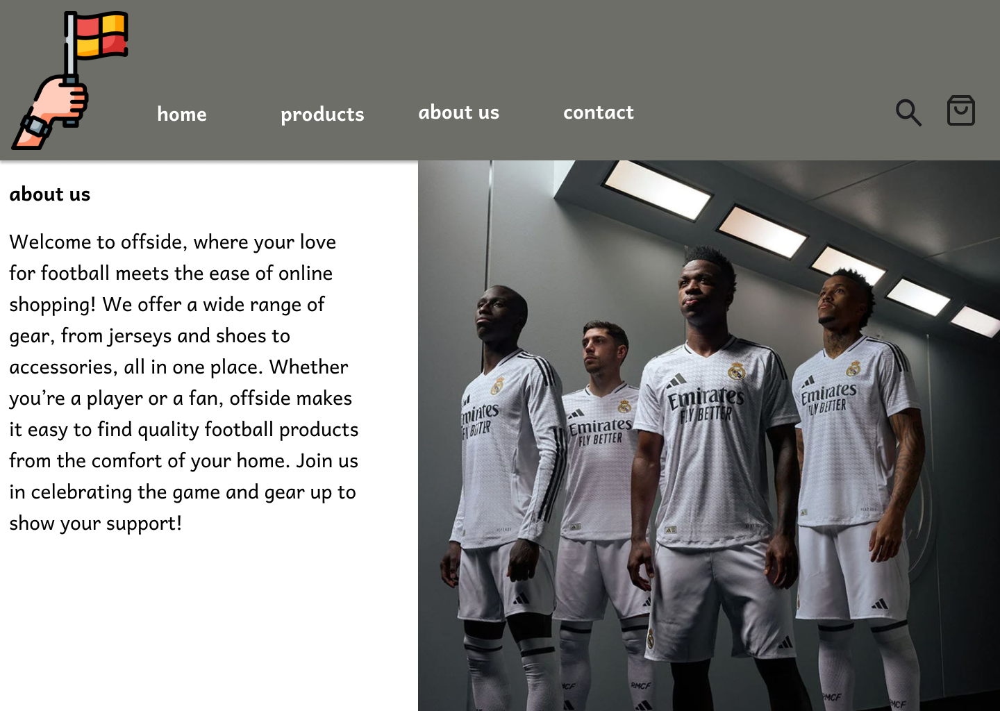 home
products
about us
contact
about us
Welcome to offside, where your love
for football meets the ease of online
shopping! We offer a wide range of
gear, from jerseys and shoes to
accessories, all in one place. Whether
you’re a player or a fan, offside makes
it easy to find quality football products
from the comfort of your home. Join us
in celebrating the game and gear up to
show your support!
Emirates
FLY BETTER
Emirates
FLY BETTER
Emirates
FLY BETTER
Emirates
FLY BETTER
RMCF